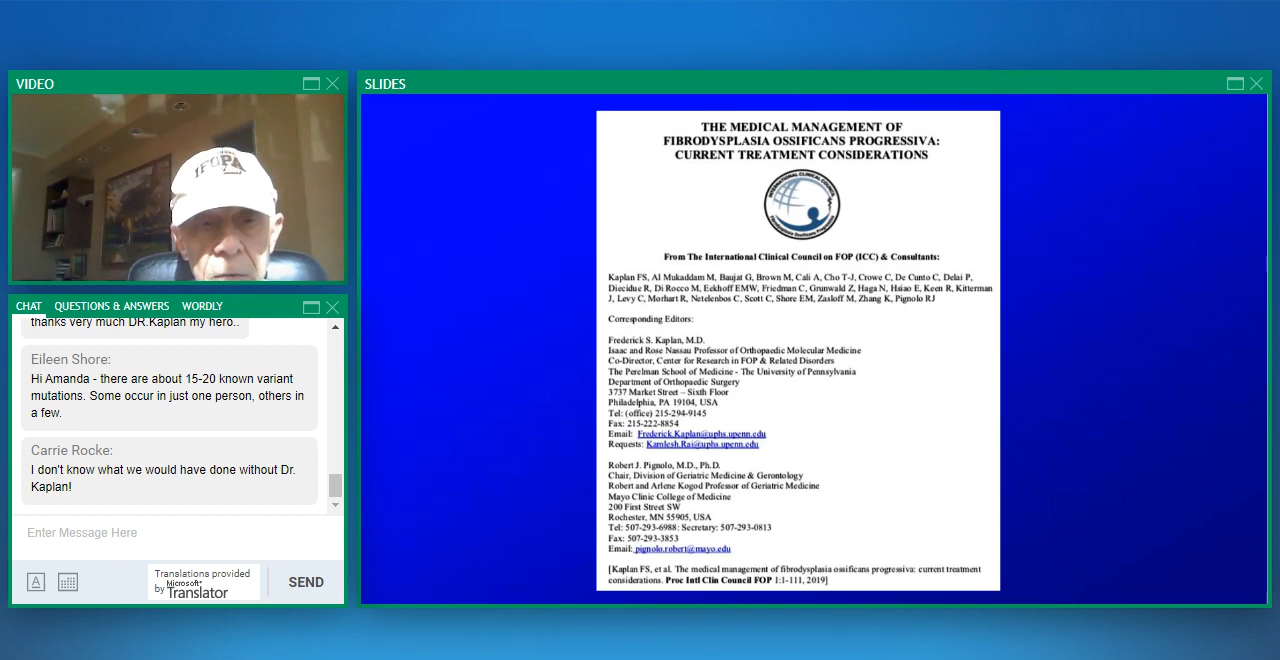 VIDEO
IFOPA
CHAT QUESTIONS & ANSWERS WORDLY
thanks very much DR.Kaplan my hero..
Eileen Shore:
Hi Amanda - there are about 15-20 known variant
mutations. Some occur in just one person, others in
a few.
Carrie Rocke:
I don't know what we would have done without Dr.
Kaplan!
Enter Message Here
A
Translations provided
by Microsoft®
Translator
SEND
SLIDES
THE MEDICAL MANAGEMENT OF
FIBRODYSPLASIA OSSIFICANS PROGRESSIVA:
CURRENT TREATMENT CONSIDERATIONS
INTERNATIONAL CLINICAL COUNCIL
Fibrodysplasia Ossificans Progressiva
From The International Clinical Council on FOP (ICC) & Consultants:
Kaplan FS, Al Mukaddam M, Baujat G, Brown M, Cali A, Cho T-J, Crowe C, De Cunto C, Delai P,
Diecidue R, Di Rocco M, Eekhoff EMW, Friedman C, Grunwald Z, Haga N, Hsiao E, Keen R, Kitterman
J, Levy C, Morhart R, Netelenbos C, Scott C, Shore EM, Zasloff M, Zhang K, Pignolo RJ
Corresponding Editors:
Frederick S. Kaplan, M.D.
Isaac and Rose Nassau Professor of Orthopaedic Molecular Medicine
Co-Director, Center for Research in FOP & Related Disorders
The Perelman School of Medicine - The University of Pennsylvania
Department of Orthopaedic Surgery
3737 Market Street – Sixth Floor
Philadelphia, PA 19104, USA
Tel: (office) 215-294-9145
Fax: 215-222-8854
Email: Frederick.Kaplan@uphs.upenn.edu
Requests: Kamlesh.Rai@uphs.upenn.edu
Robert J. Pignolo, M.D., Ph.D.
Chair, Division of Geriatric Medicine & Gerontology
Robert and Arlene Kogod Professor of Geriatric Medicine
Mayo Clinic College of Medicine
200 First Street SW
Rochester, MN 55905, USA
Tel: 507-293-6988: Secretary: 507-293-0813
Fax: 507-293-3853
Email: pignolo.robert@mayo.edu
[Kaplan FS, et al. The medical management of fibrodysplasia ossificans progressiva: current treatment
considerations. Proc Intl Clin Council FOP 1:1-111, 2019]